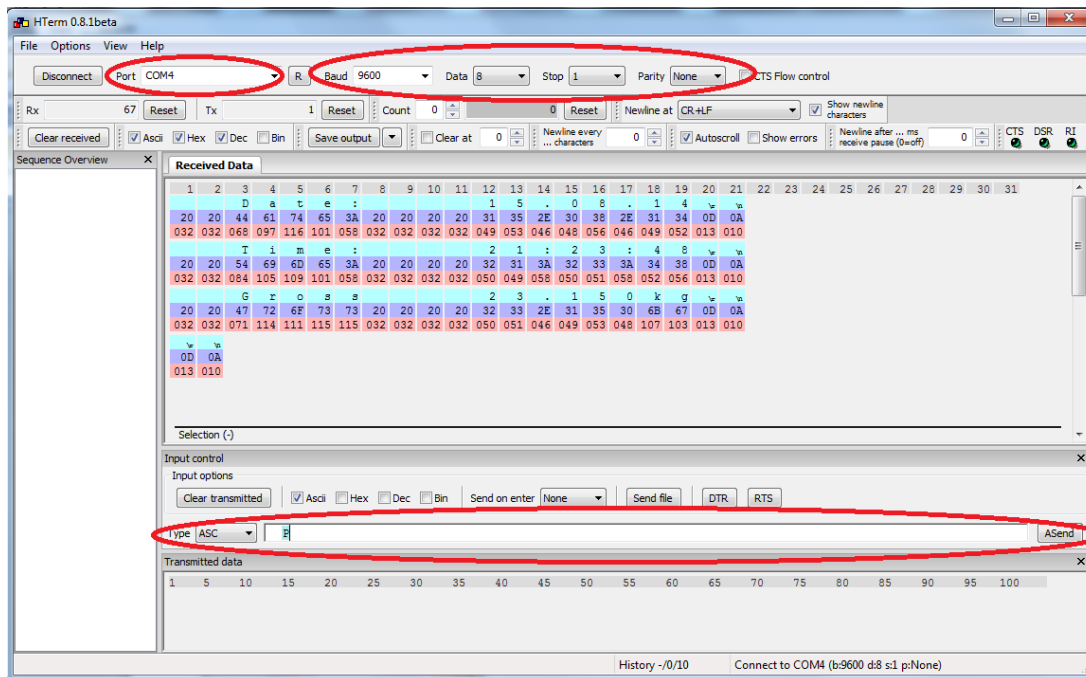 HTerm 0.8.1beta
File Options View Help
Disconnect Port COM4 R Baud 9600 Data 8 Stop 1 Parity None CTS Flow control
Rx 67 Reset Tx 1 Reset Count 0 0 Reset Newline at CR+LF Show newline characters
Clear received Ascii Hex Dec Bin Save output Clear at 0 Newline every ... characters 0 Autoscroll Show errors Newline after ... ms receive pause (0=off) 0 CTS DSR RI
Sequence Overview X Received Data
1 2 3 4 5 6 7 8 9 10 11 12 13 14 15 16 17 18 19 20 21 22 23 24 25 26 27 28 29 30 31
D a t e : 1 5 . 0 8 . 1 4 \r \n
20 20 44 61 74 65 3A 20 20 20 20 31 35 2E 30 38 2E 31 34 0D 0A
032 032 068 097 116 101 058 032 032 032 032 049 053 046 048 056 046 049 052 013 010
T i m e : 2 1 : 2 3 : 4 8 \r \n
20 20 54 69 6D 65 3A 20 20 20 20 32 31 3A 32 33 3A 34 38 0D 0A
032 032 084 105 109 101 058 032 032 032 032 050 049 058 050 051 058 052 056 013 010
G r o s s 2 3 . 1 5 0 k g \r \n
20 20 47 72 6F 73 73 20 20 20 20 32 33 2E 31 35 30 6B 67 0D 0A
032 032 071 114 111 115 115 032 032 032 032 050 051 046 049 053 048 107 103 013 010
\r \n
0D 0A
013 010
Selection (-)
Input control X
Input options
Clear transmitted Ascii Hex Dec Bin Send on enter None Send file DTR RTS
Type ASC P ASend
Transmitted data X
1 5 10 15 20 25 30 35 40 45 50 55 60 65 70 75 80 85 90 95 100
History -/0/10 Connect to COM4 (b:9600 d:8 s:1 p:None)